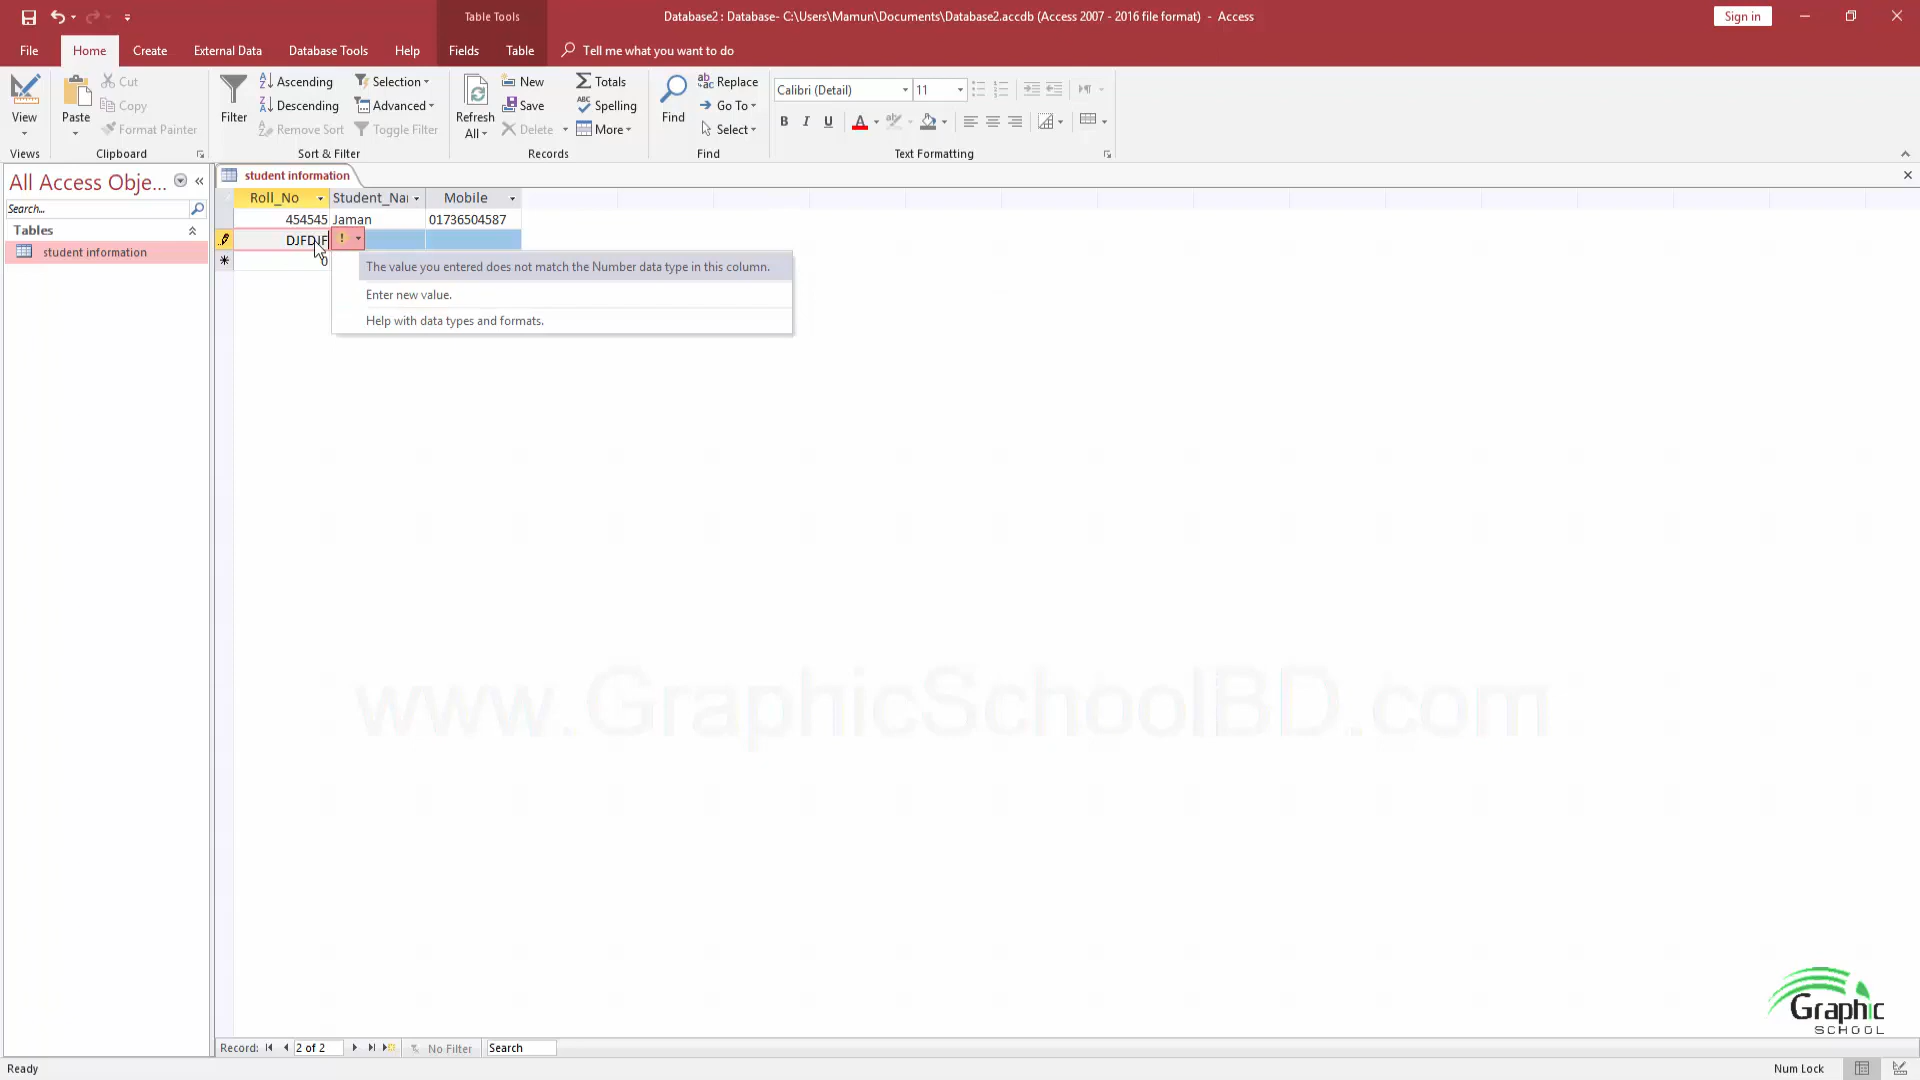 Table Tools
Database2 : Database- C:\Users\Mamun\Documents\Database2.accdb (Access 2007 - 2016 file format) - Access
Sign in
File Home Create External Data Database Tools Help Fields Table Tell me what you want to do
View
Views
Paste
Cut
Copy
Format Painter
Clipboard
Filter
Ascending
Descending
Remove Sort
Selection
Advanced
Toggle Filter
Sort & Filter
Refresh
All
New
Save
Delete
Totals
Spelling
More
Records
Find
Replace
Go To
Select
Find
Calibri (Detail) 11
B I U
Text Formatting
All Access Obje...
Search...
Tables
student information
student information
Roll_No Student_Nar Mobile
454545 Jaman 01736504587
DJFDJF
0
The value you entered does not match the Number data type in this column.
Enter new value.
Help with data types and formats.
www.GraphicSchoolBD.com
Graphic
SCHOOL
Record: 2 of 2 No Filter Search
Ready
Num Lock